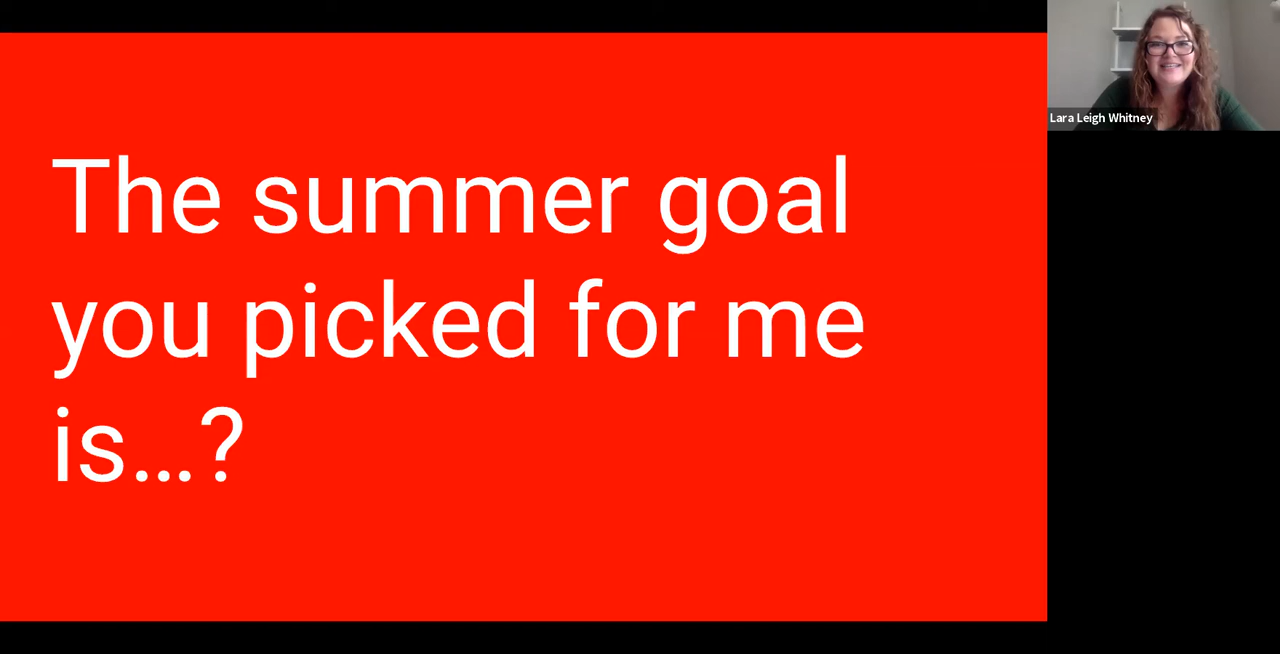 The summer goal
you picked for me
is...?
Lara Leigh Whitney